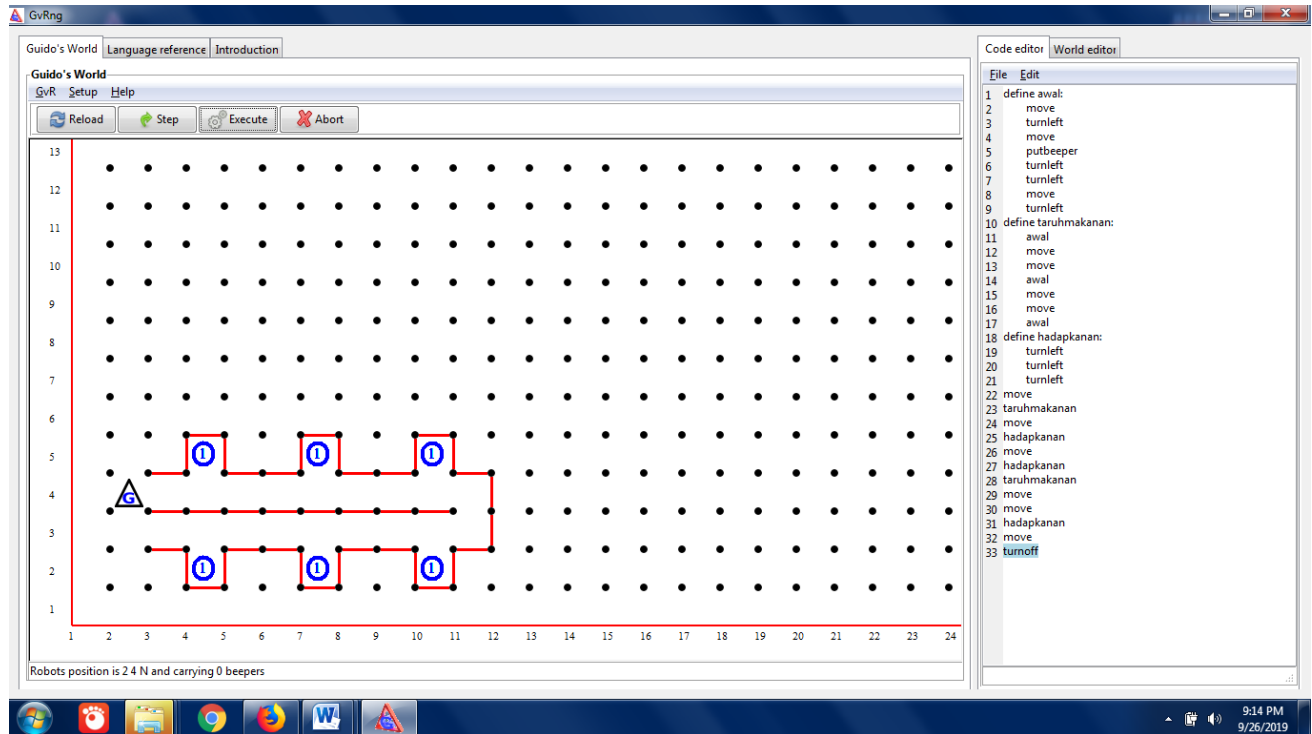 GvRng
Guido's World Language reference Introduction
Guido's World
GvR Setup Help
Reload Step Execute Abort
13
12
11
10
9
8
7
6
5
4
3
2
1
1 1 1
G
1 1 1
1 2 3 4 5 6 7 8 9 10 11 12 13 14 15 16 17 18 19 20 21 22 23 24
Robots position is 2 4 N and carrying 0 beepers
Code editor World editor
File Edit
1 define awal:
2 move
3 turnleft
4 move
5 putbeeper
6 turnleft
7 turnleft
8 move
9 turnleft
10 define taruhmakanan:
11 awal
12 move
13 move
14 awal
15 move
16 move
17 awal
18 define hadapkanan:
19 turnleft
20 turnleft
21 turnleft
22 move
23 taruhmakanan
24 move
25 hadapkanan
26 move
27 hadapkanan
28 taruhmakanan
29 move
30 move
31 hadapkanan
32 move
33 turnoff
9:14 PM
9/26/2019